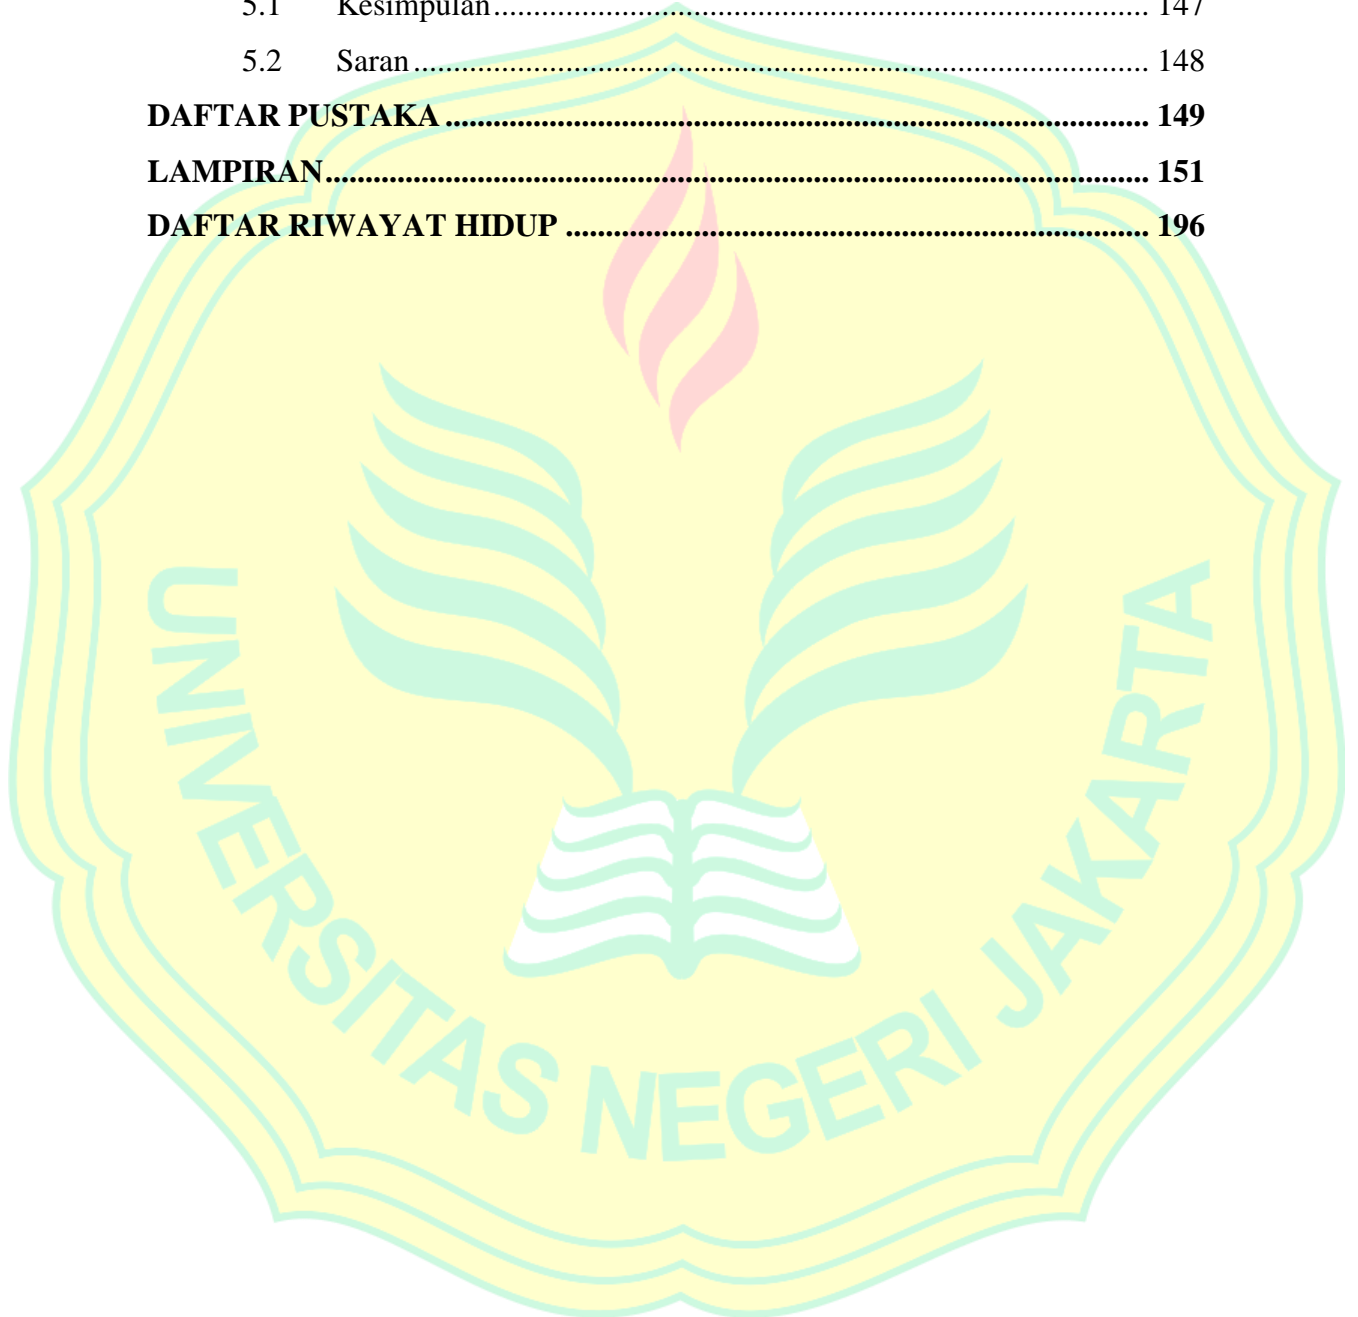 5.1 Kesimpulan........................................................................................ 147
5.2 Saran.................................................................................................. 148
DAFTAR PUSTAKA........................................................................................ 149
LAMPIRAN........................................................................................................ 151
DAFTAR RIWAYAT HIDUP ......................................................................... 196
UNIVERSITAS NEGERI JAKARTA